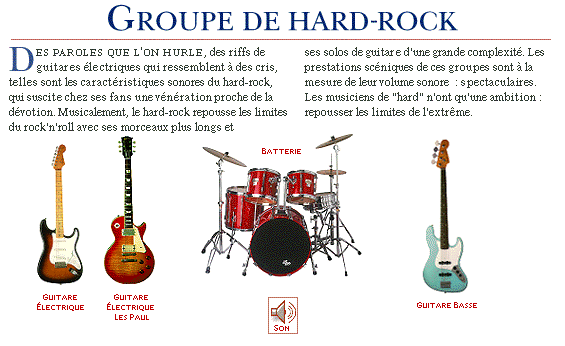 GROUPE DE HARD-ROCK
DES PAROLES QUE L'ON HURLE, des riffs de
guitares électriques qui ressemblent à des cris,
telles sont les caractéristiques sonores du hard-rock,
qui suscite chez ses fans une vénération proche de la
dévotion. Musicalement, le hard-rock repousse les limites
du rock'n'roll avec ses morceaux plus longs et
ses solos de guitare d'une grande complexité. Les
prestations scéniques de ces groupes sont à la
mesure de leur volume sonore : spectaculaires.
Les musiciens de "hard" n'ont qu'une ambition :
repousser les limites de l'extrême.
BATTERIE
GUITARE
ÉLECTRIQUE
GUITARE
ÉLECTRIQUE
LES PAUL
GUITARE BASSE
SON